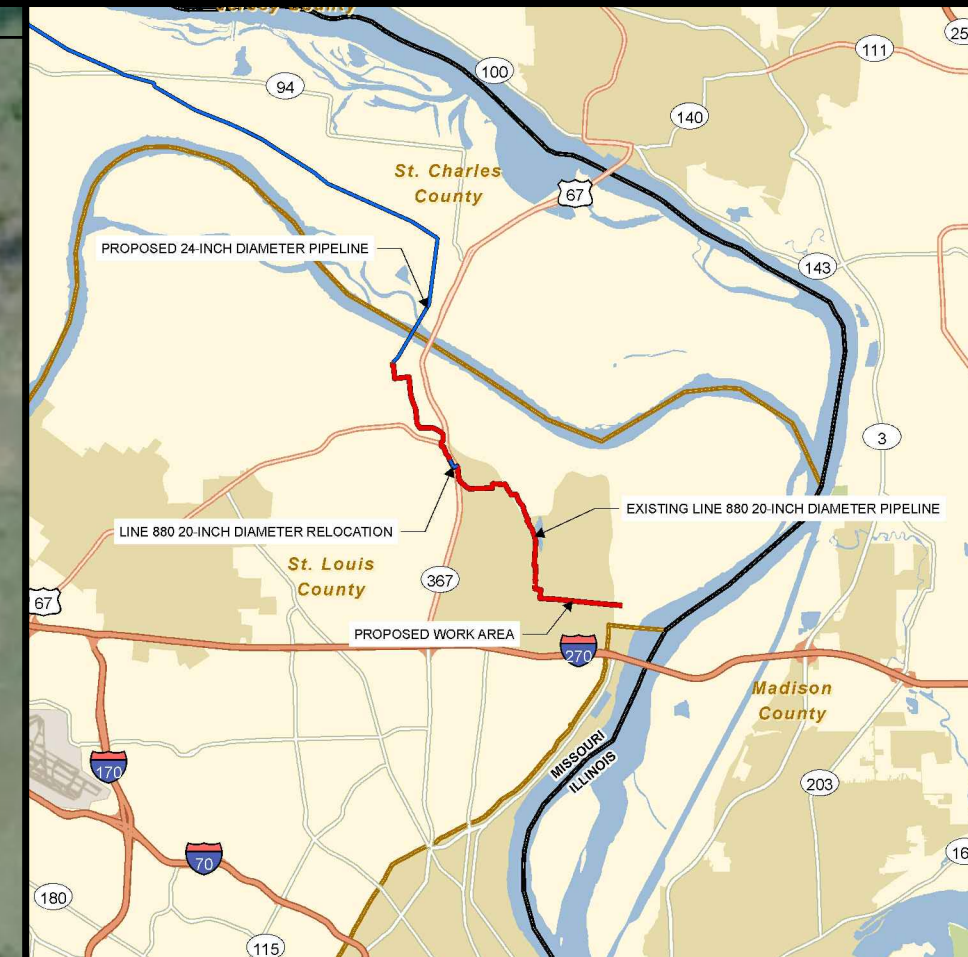 Jersey County
25
111
100
94
140
St. Charles
County
67
PROPOSED 24-INCH DIAMETER PIPELINE
143
3
EXISTING LINE 880 20-INCH DIAMETER PIPELINE
LINE 880 20-INCH DIAMETER RELOCATION
St. Louis
County
367
67
PROPOSED WORK AREA
270
Madison
County
MISSOURI
ILLINOIS
170
203
70
16
180
115